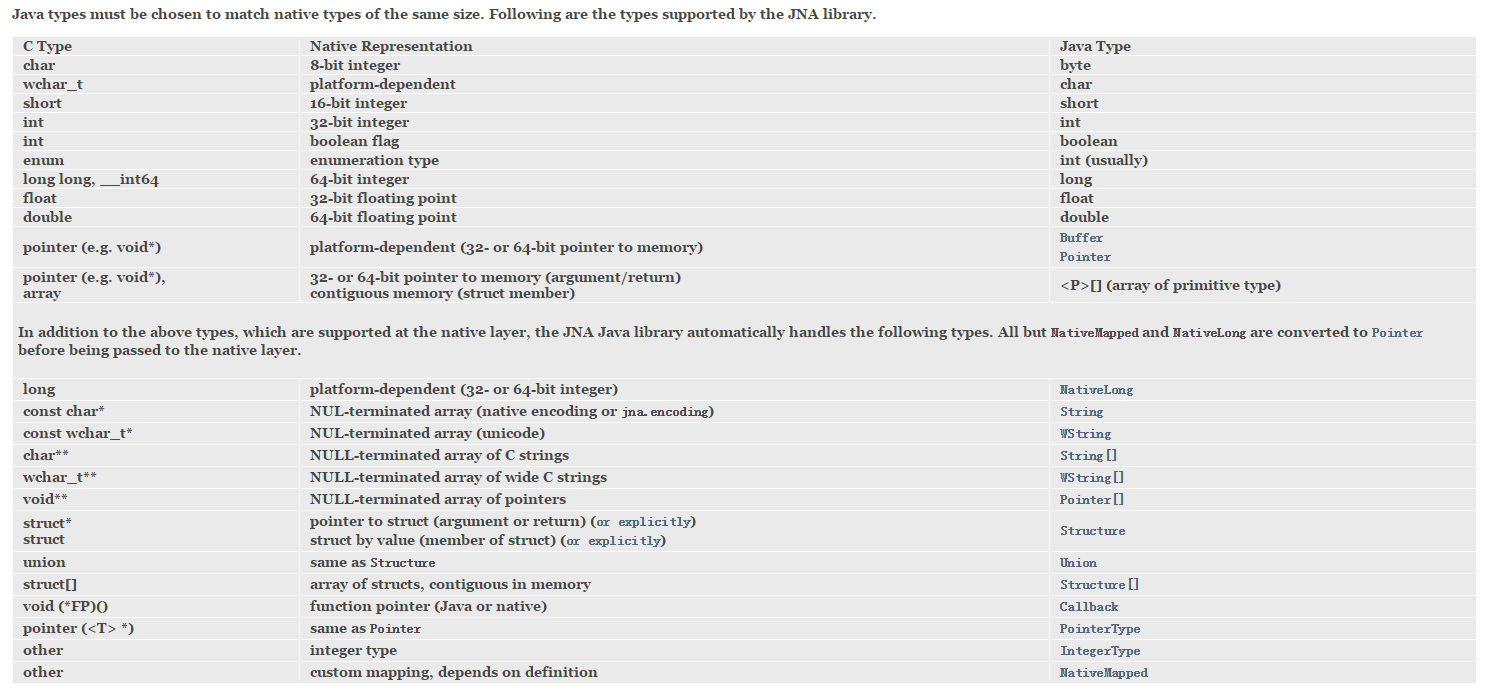 Java types must be chosen to match native types of the same size. Following are the types supported by the JNA library.
C Type Native Representation Java Type
char 8-bit integer byte
wchar_t platform-dependent char
short 16-bit integer short
int 32-bit integer int
int boolean flag boolean
enum enumeration type int (usually)
long long, __int64 64-bit integer long
float 32-bit floating point float
double 64-bit floating point double
pointer (e.g. void*) platform-dependent (32- or 64-bit pointer to memory) Buffer
Pointer
pointer (e.g. void*), 32- or 64-bit pointer to memory (argument/return) <P>[] (array of primitive type)
array contiguous memory (struct member)
In addition to the above types, which are supported at the native layer, the JNA Java library automatically handles the following types. All but NativeMapped and NativeLong are converted to Pointer
before being passed to the native layer.
long platform-dependent (32- or 64-bit integer) NativeLong
const char* NUL-terminated array (native encoding or jna.encoding) String
const wchar_t* NUL-terminated array (unicode) WString
char** NULL-terminated array of C strings String[]
wchar_t** NULL-terminated array of wide C strings WString[]
void** NULL-terminated array of pointers Pointer[]
struct* pointer to struct (argument or return) (or explicitly) Structure
struct struct by value (member of struct) (or explicitly)
union same as Structure Union
struct[] array of structs, contiguous in memory Structure[]
void (*FP)() function pointer (Java or native) Callback
pointer (<T> *) same as Pointer PointerType
other integer type IntegerType
other custom mapping, depends on definition NativeMapped